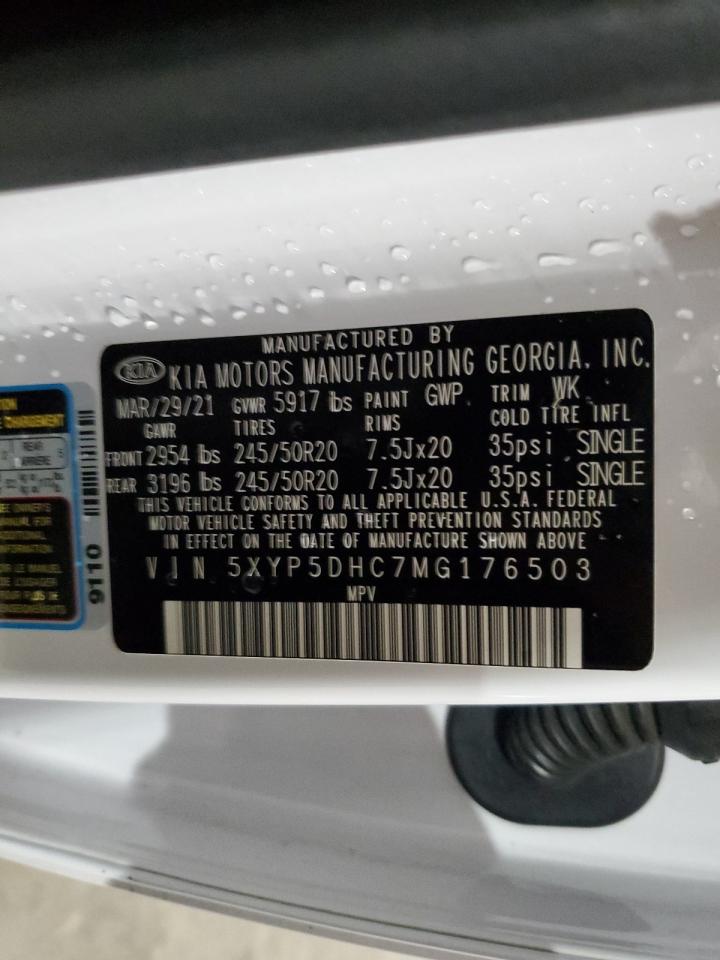 MANUFACTURED BY
KIA KIA MOTORS MANUFACTURING GEORGIA, INC.
MAR/29/21 GVWR 5917 lbs PAINT GWP TRIM WK
GAWR TIRES RIMS COLD TIRE INFL
FRONT 2954 lbs 245/50R20 7.5Jx20 35psi SINGLE
REAR 3196 lbs 245/50R20 7.5Jx20 35psi SINGLE
THIS VEHICLE CONFORMS TO ALL APPLICABLE U.S.A. FEDERAL
MOTOR VEHICLE SAFETY AND THEFT PREVENTION STANDARDS
IN EFFECT ON THE DATE OF MANUFACTURE SHOWN ABOVE
VIN 5XYP5DHC7MG176503
MPV
9110
REAR